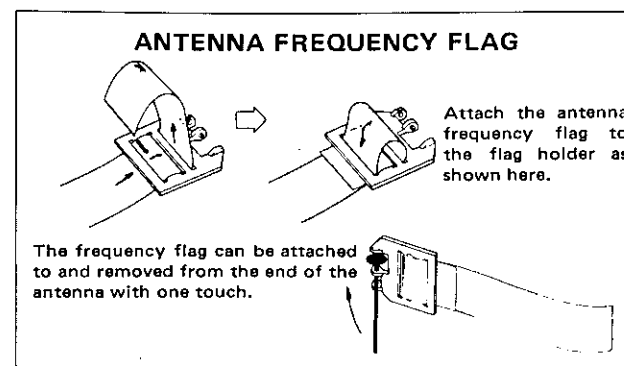 ANTENNA FREQUENCY FLAG
Attach the antenna
frequency flag to
the flag holder as
shown here.
The frequency flag can be attached
to and removed from the end of the
antenna with one touch.